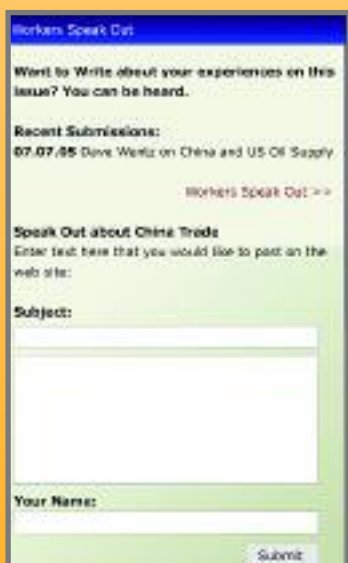 Workers Speak Out
Want to Write about your experiences on this
issue? You can be heard.
Recent Submissions:
07.07.05 Dave Wentz on China and US Oil Supply
Workers Speak Out >>
Speak Out about China Trade
Enter text here that you would like to post on the
web site:
Subject:
Your Name:
Submit